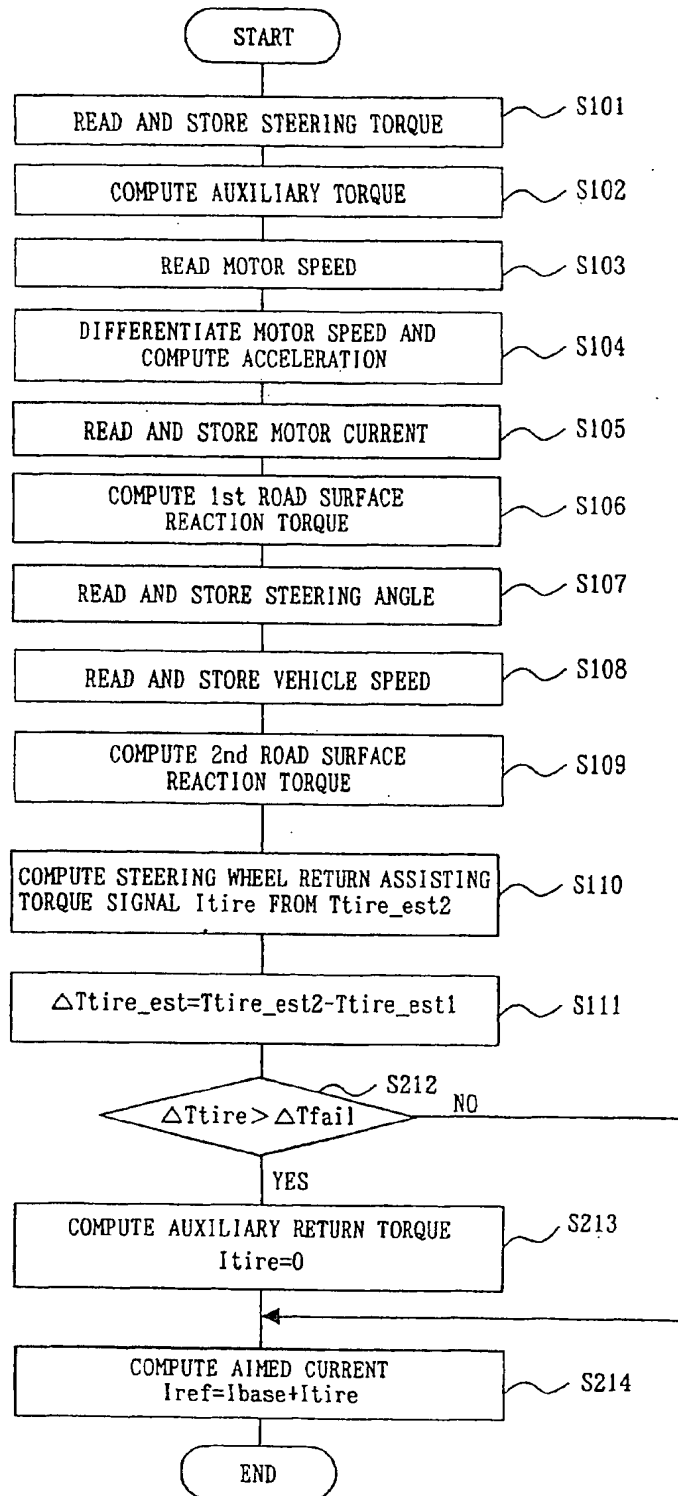 START
READ AND STORE STEERING TORQUE
S101
COMPUTE AUXILIARY TORQUE
S102
READ MOTOR SPEED
S103
DIFFERENTIATE MOTOR SPEED AND
COMPUTE ACCELERATION
S104
READ AND STORE MOTOR CURRENT
S105
COMPUTE 1st ROAD SURFACE
REACTION TORQUE
S106
READ AND STORE STEERING ANGLE
S107
READ AND STORE VEHICLE SPEED
S108
COMPUTE 2nd ROAD SURFACE
REACTION TORQUE
S109
COMPUTE STEERING WHEEL RETURN ASSISTING
TORQUE SIGNAL Itire FROM Ttire_est2
S110
△Ttire_est=Ttire_est2-Ttire_est1
S111
S212
△Ttire> △Tfail
NO
YES
COMPUTE AUXILIARY RETURN TORQUE
Itire=0
S213
COMPUTE AIMED CURRENT
Iref=Ibase+Itire
S214
END